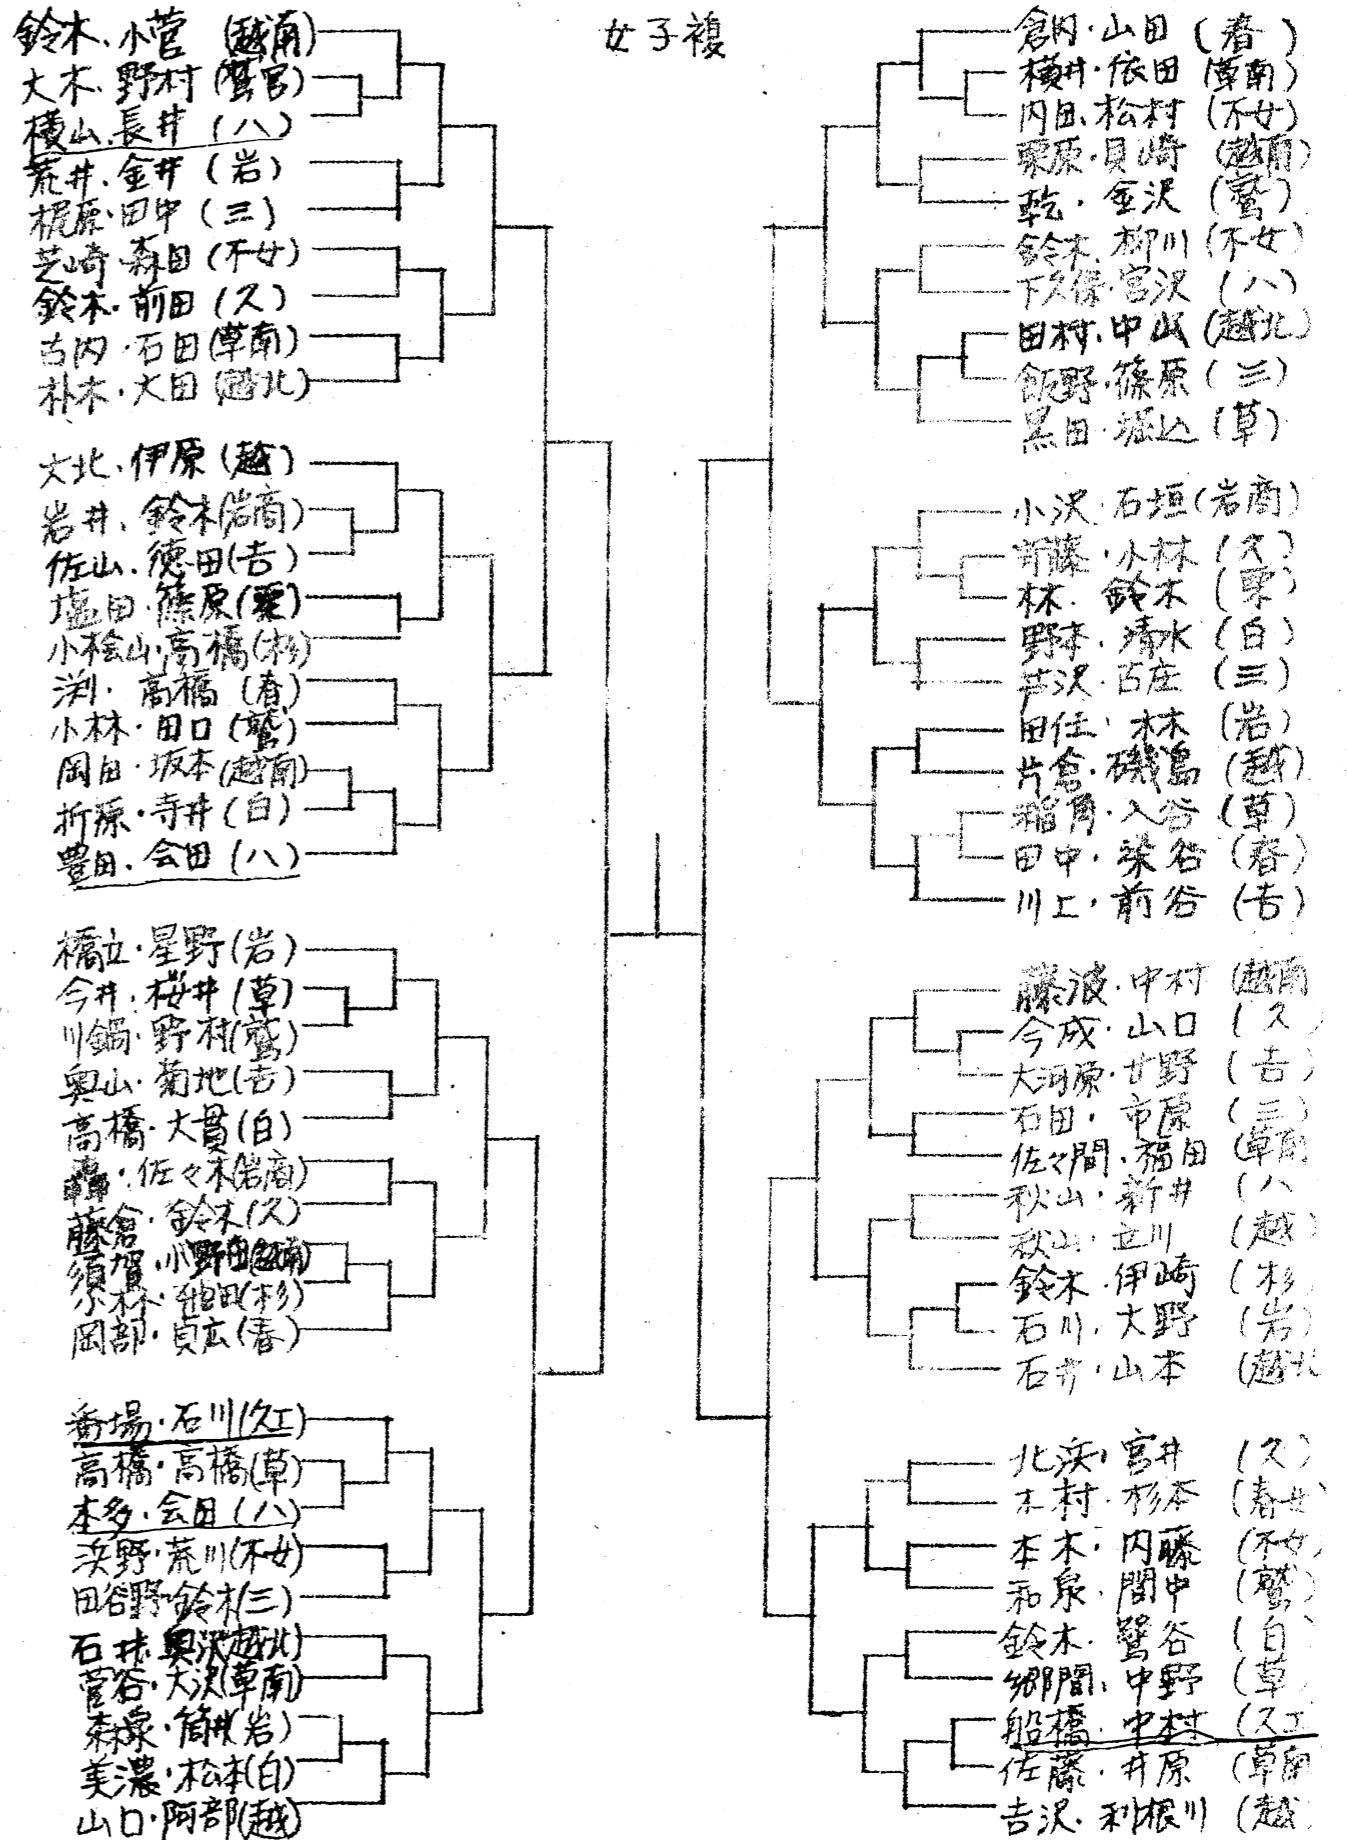 女子複
鈴木・小菅 (越南)
大木・野村 (鷲宮)
横山・長井 (八)
荒井・金井 (岩)
梶原・田中 (三)
芝崎・森田 (不女)
鈴木・前田 (久)
古内・石田 (草南)
朴木・大田 (越北)
大北・伊原 (越)
岩井・鈴木 (岩商)
佐山・徳田 (吉)
塩田・篠原 (栗)
小桧山・高橋 (杉)
渕・高橋 (春)
小林・田口 (鷲)
岡田・坂本 (越南)
折原・寺井 (白)
豊田・会田 (八)
橋立・星野 (岩)
今井・桜井 (草)
川鍋・野村 (鷲)
奥山・菊地 (吉)
高橋・大貫 (白)
・佐々木 (岩商)
藤倉・鈴木 (久)
須賀・小野田 (越南)
小林・池田 (杉)
岡部・貞広 (春)
番場・石川 (久工)
高橋・高橋 (草)
本多・会田 (八)
浜野・荒川 (不女)
田谷野・鈴木 (三)
石井・奥沢 (越北)
菅谷・大沢 (草南)
森泉・筒井 (岩)
美濃・松本 (白)
山口・阿部 (越)
倉内・山田 (春)
横井・依田 (草南)
内田・松村 (不女)
栗原・貝崎 (越南)
乾・金沢 (鷲)
鈴木・柳川 (不女)
下久保・宮沢 (八)
田村・中山 (越北)
飯野・篠原 (三)
黒田・堀込 (草)
小沢・石垣 (岩商)
斉藤・小林 (久)
林・鈴木 (栗)
野本・清水 (白)
芦沢・古庄 (三)
田住・林 (岩)
片倉・磯島 (越)
稲角・入谷 (草)
田中・染谷 (春)
川上・前谷 (吉)
藤波・中村 (越南
今成・山口 (久
大河原・廿野 (吉)
石田・市原 (三)
佐々間・福田 (草南
秋山・新井 (八
秋山・立川 (越)
鈴木・伊崎 (杉
石川・大野 (岩)
石井・山本 (越北
北浜・宮井 (久)
木村・杉本 (春女)
本木・内藤 (不女)
和泉・間中 (鷲)
鈴木・鷺谷 (白)
郷間・中野 (草
船橋・中村 (久工
佐藤・井原 (草南
吉沢・利根川 (越)